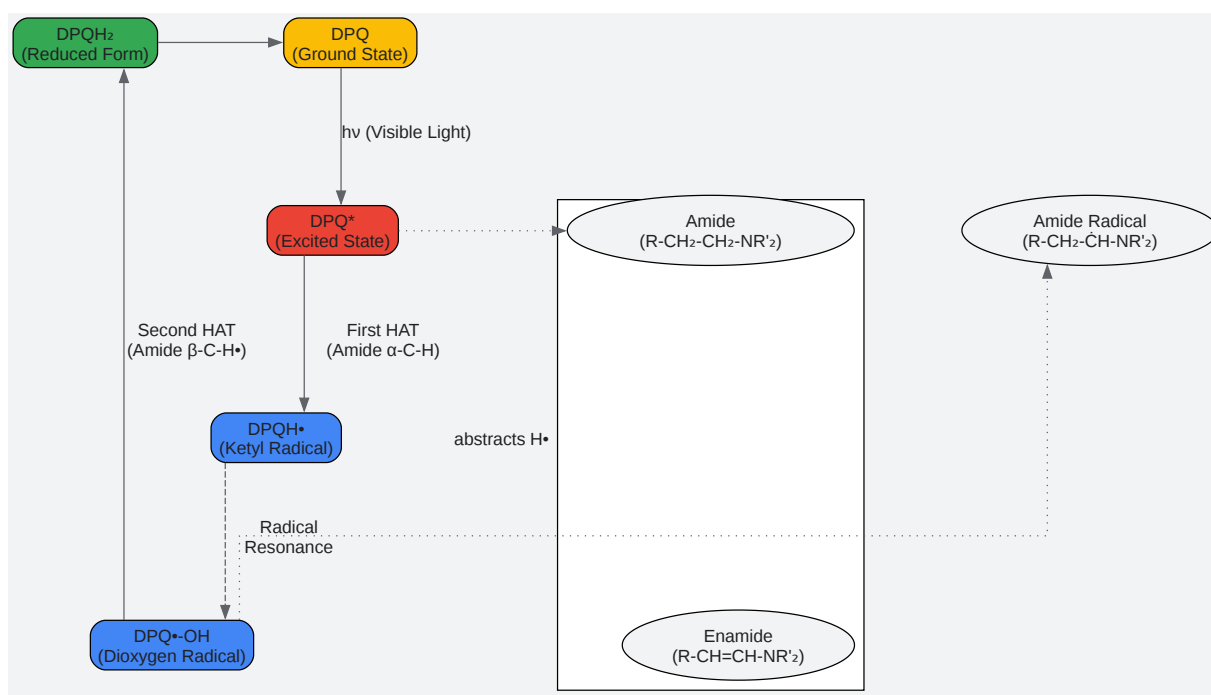 DPQH₂
(Reduced Form)
DPQ
(Ground State)
hν (Visible Light)
DPQ*
(Excited State)
Amide
(R-CH₂-CH₂-NR'₂)
Amide Radical
(R-CH₂-ĊH-NR'₂)
Second HAT
(Amide β-C-H•)
First HAT
(Amide α-C-H)
DPQH•
(Ketyl Radical)
abstracts H•
Radical
Resonance
DPQ•-OH
(Dioxygen Radical)
Enamide
(R-CH=CH-NR'₂)